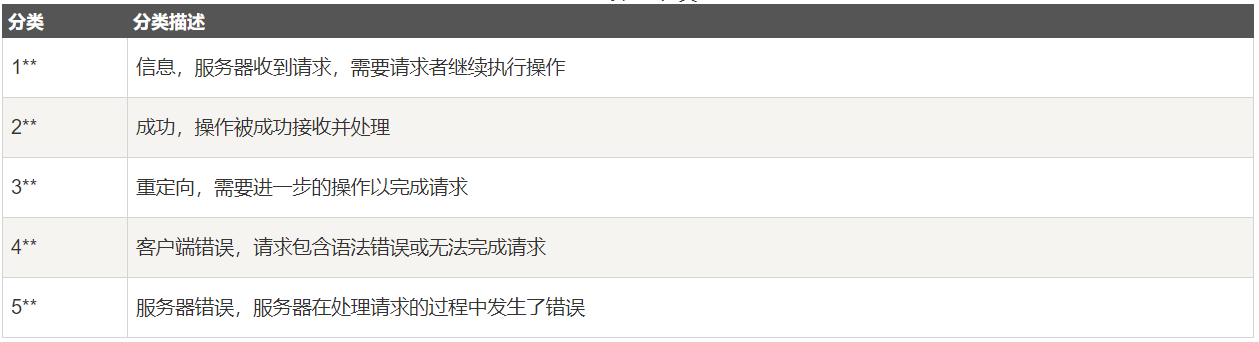 分类 分类描述
1** 信息，服务器收到请求，需要请求者继续执行操作
2** 成功，操作被成功接收并处理
3** 重定向，需要进一步的操作以完成请求
4** 客户端错误，请求包含语法错误或无法完成请求
5** 服务器错误，服务器在处理请求的过程中发生了错误